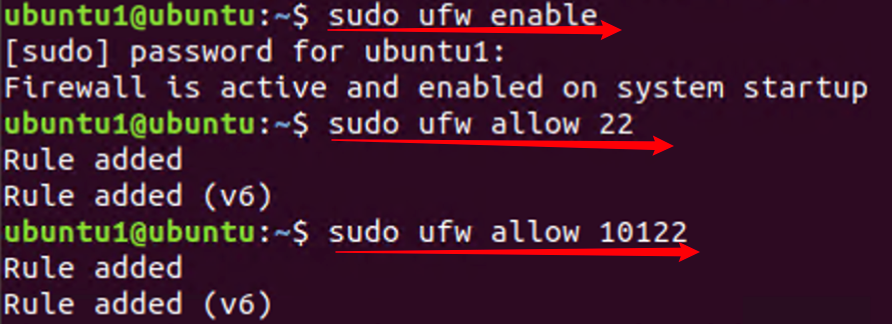 ubuntu1@ubuntu:~$ sudo ufw enable
[sudo] password for ubuntu1:
Firewall is active and enabled on system startup
ubuntu1@ubuntu:~$ sudo ufw allow 22
Rule added
Rule added (v6)
ubuntu1@ubuntu:~$ sudo ufw allow 10122
Rule added
Rule added (v6)